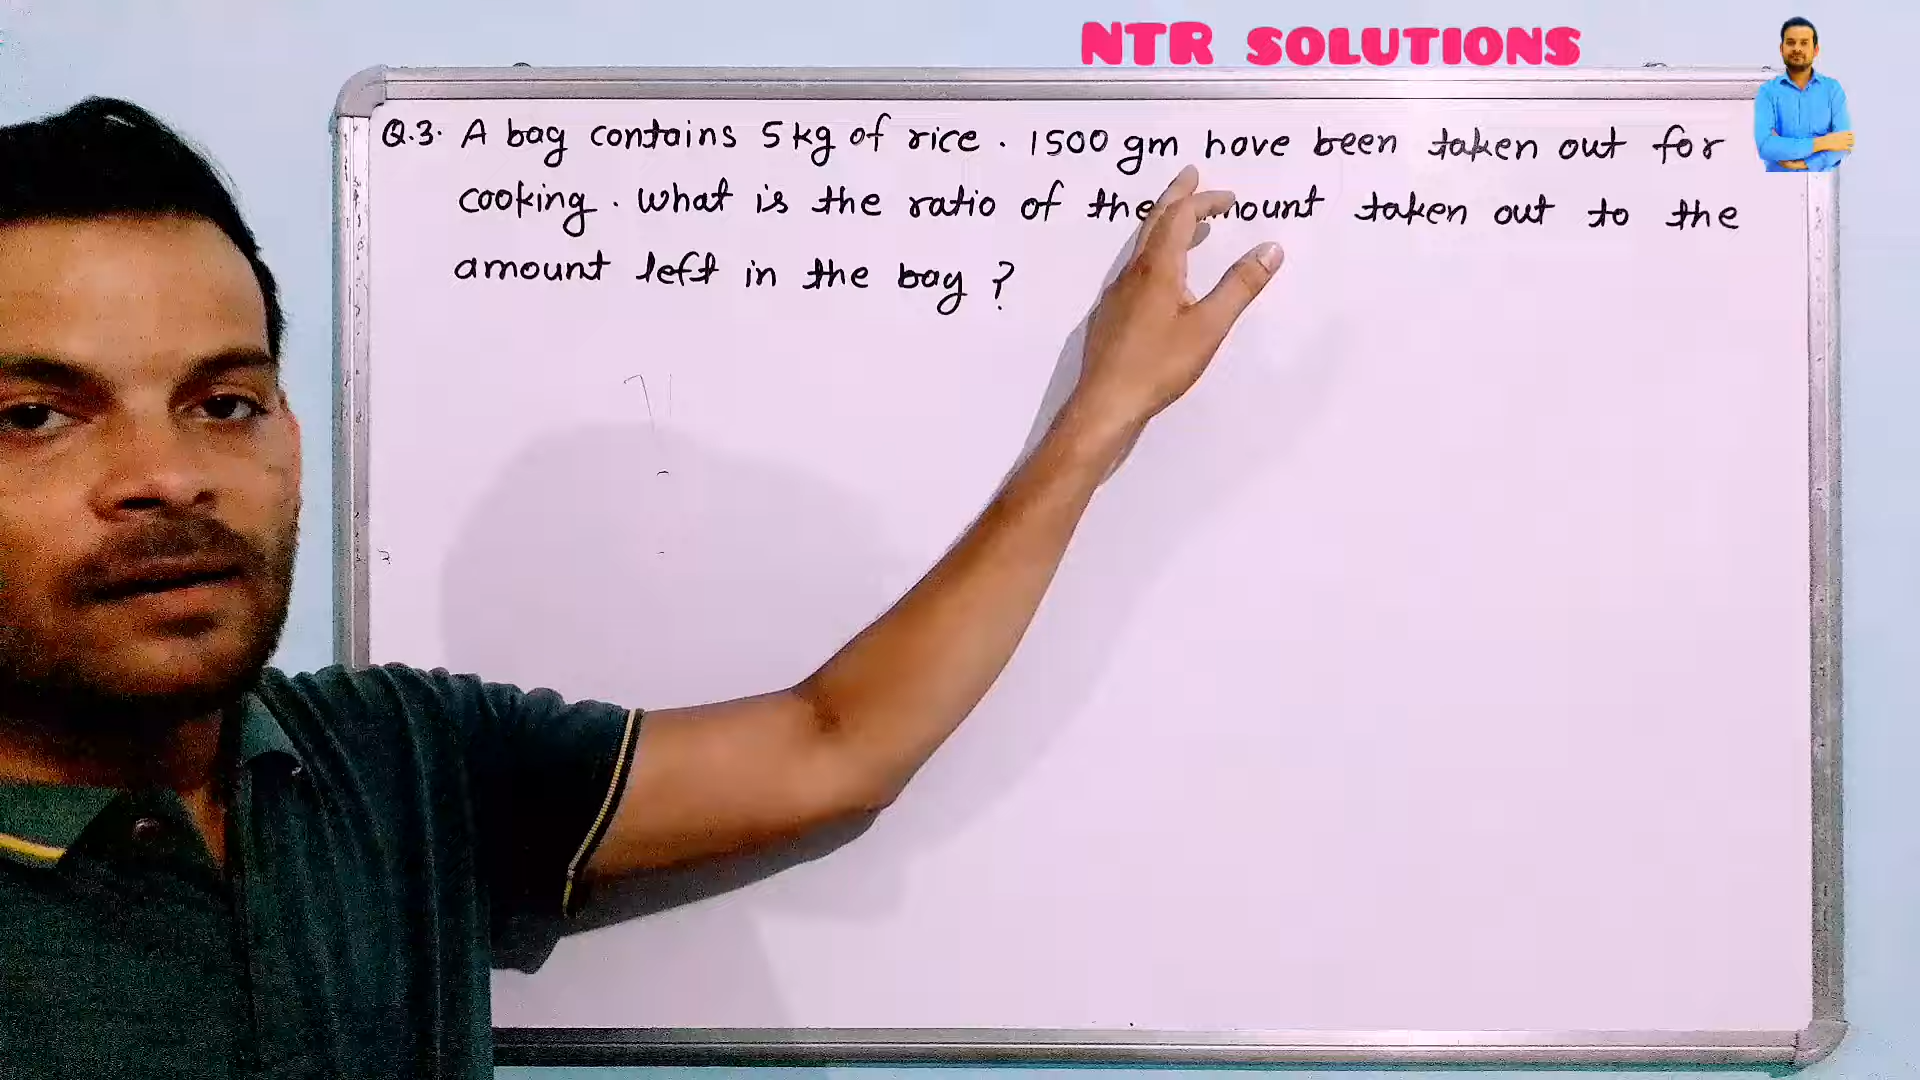 NTR SOLUTIONS
Q.3. A bag contains 5 kg of rice. 1500 gm have been taken out for
cooking. What is the ratio of the amount taken out to the
amount left in the bag?